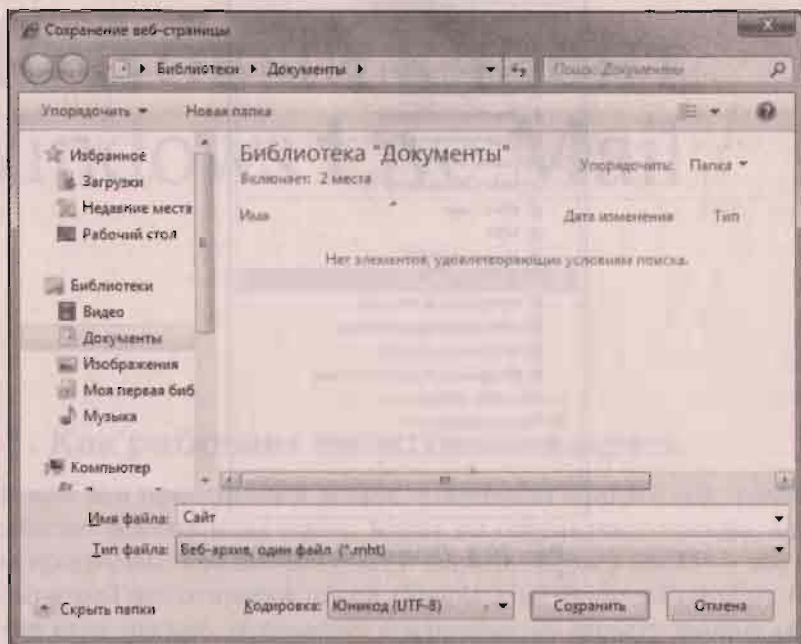 Сохранение веб-страницы
Библиотеки Документы
Поиск: Документы
Упорядочить Новая папка
Избранное
Загрузки
Недавние места
Рабочий стол
Библиотеки
Видео
Документы
Изображения
Моя первая биб
Музыка
Компьютер
Библиотека "Документы"
Включает: 2 места
Упорядочить: Папка
Имя Дата изменения Тип
Нет элементов, удовлетворяющих условиям поиска.
Имя файла: Сайт
Тип файла: Веб-архив, один файл (*.mht)
Скрыть папки
Кодировка: Юникод (UTF-8)
Сохранить
Отмена